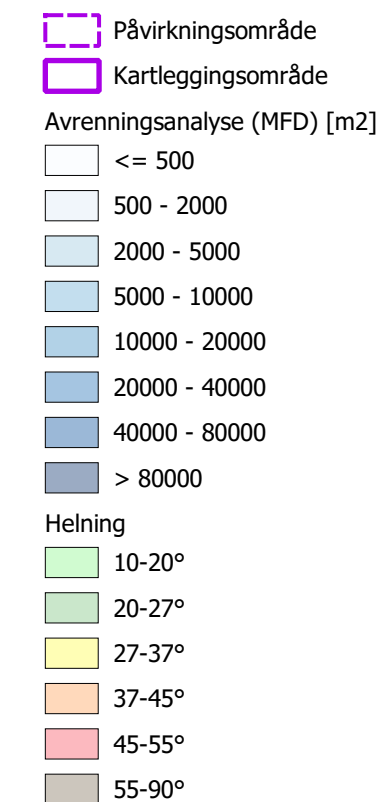 Påvirkningsområde
Kartleggingsområde
Avrenningsanalyse (MFD) [m2]
<= 500
500 - 2000
2000 - 5000
5000 - 10000
10000 - 20000
20000 - 40000
40000 - 80000
> 80000
Helning
10-20°
20-27°
27-37°
37-45°
45-55°
55-90°